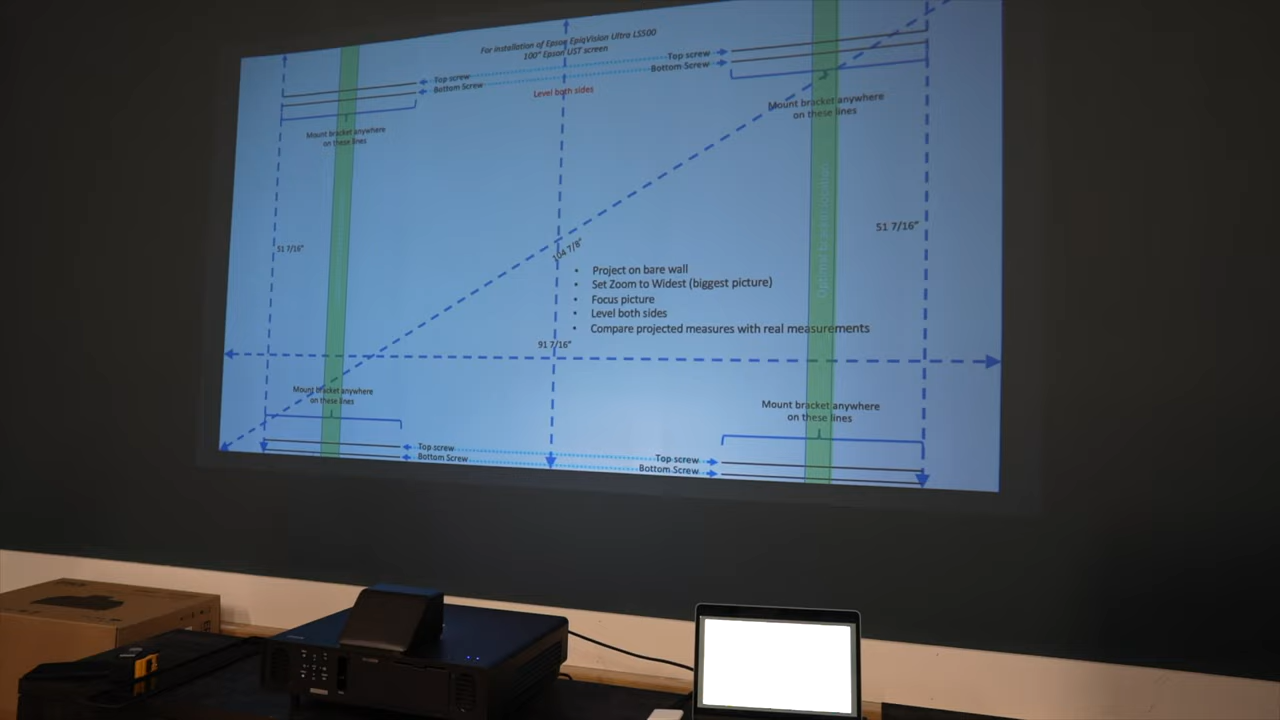 For Installation of Epson EpiqVision Ultra LS500
100" Epson UST screen
Top screw
Bottom Screw
Top screw
Bottom Screw
Level both sides
Mount bracket anywhere
on these lines
Mount bracket anywhere
on these lines
Optimal bracket location
51 7/16"
51 7/16"
104 7/8"
• Project on bare wall
• Set Zoom to Widest (biggest picture)
• Focus picture
• Level both sides
• Compare projected measures with real measurements
91 7/16"
Mount bracket anywhere
on these lines
Mount bracket anywhere
on these lines
Top screw
Bottom Screw
Top screw
Bottom Screw